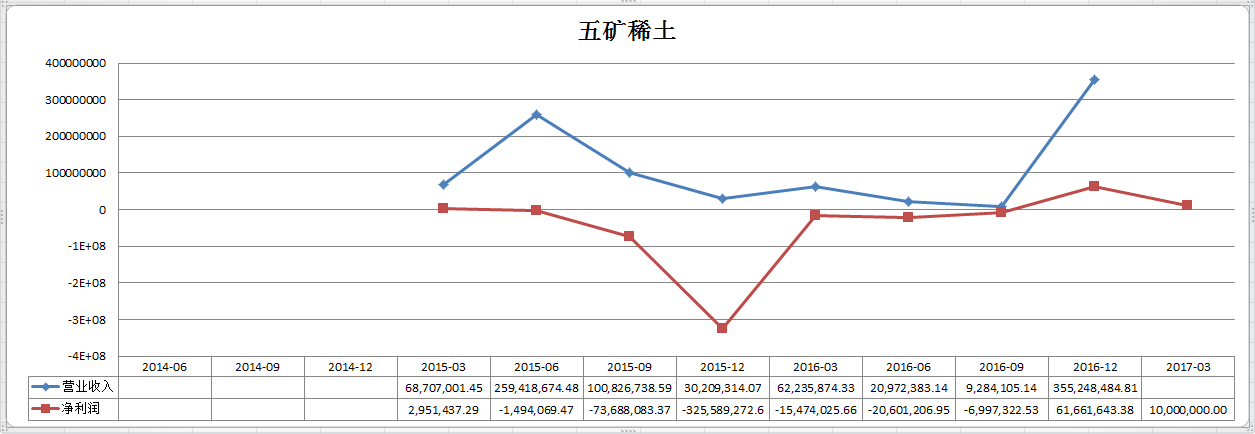 五矿稀土
400000000
300000000
200000000
100000000
0
-1E+08
-2E+08
-3E+08
-4E+08
2014-06 2014-09 2014-12 2015-03 2015-06 2015-09 2015-12 2016-03 2016-06 2016-09 2016-12 2017-03
营业收入 68,707,001.45 259,418,674.48 100,826,738.59 30,209,314.07 62,235,874.33 20,972,383.14 9,284,105.14 355,248,484.81
净利润 2,951,437.29 -1,494,069.47 -73,688,083.37 -325,589,272.6 -15,474,025.66 -20,601,206.95 -6,997,322.53 61,661,643.38 10,000,000.00